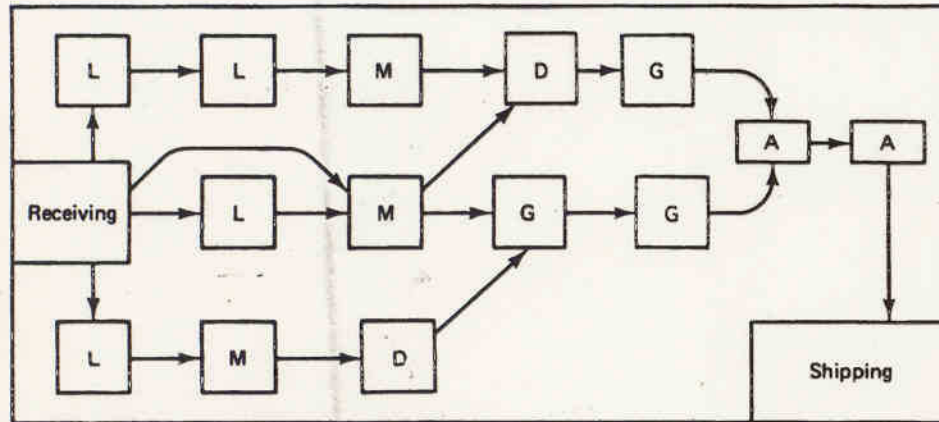 L L M D G
A A
Receiving L M G G
L M D
Shipping